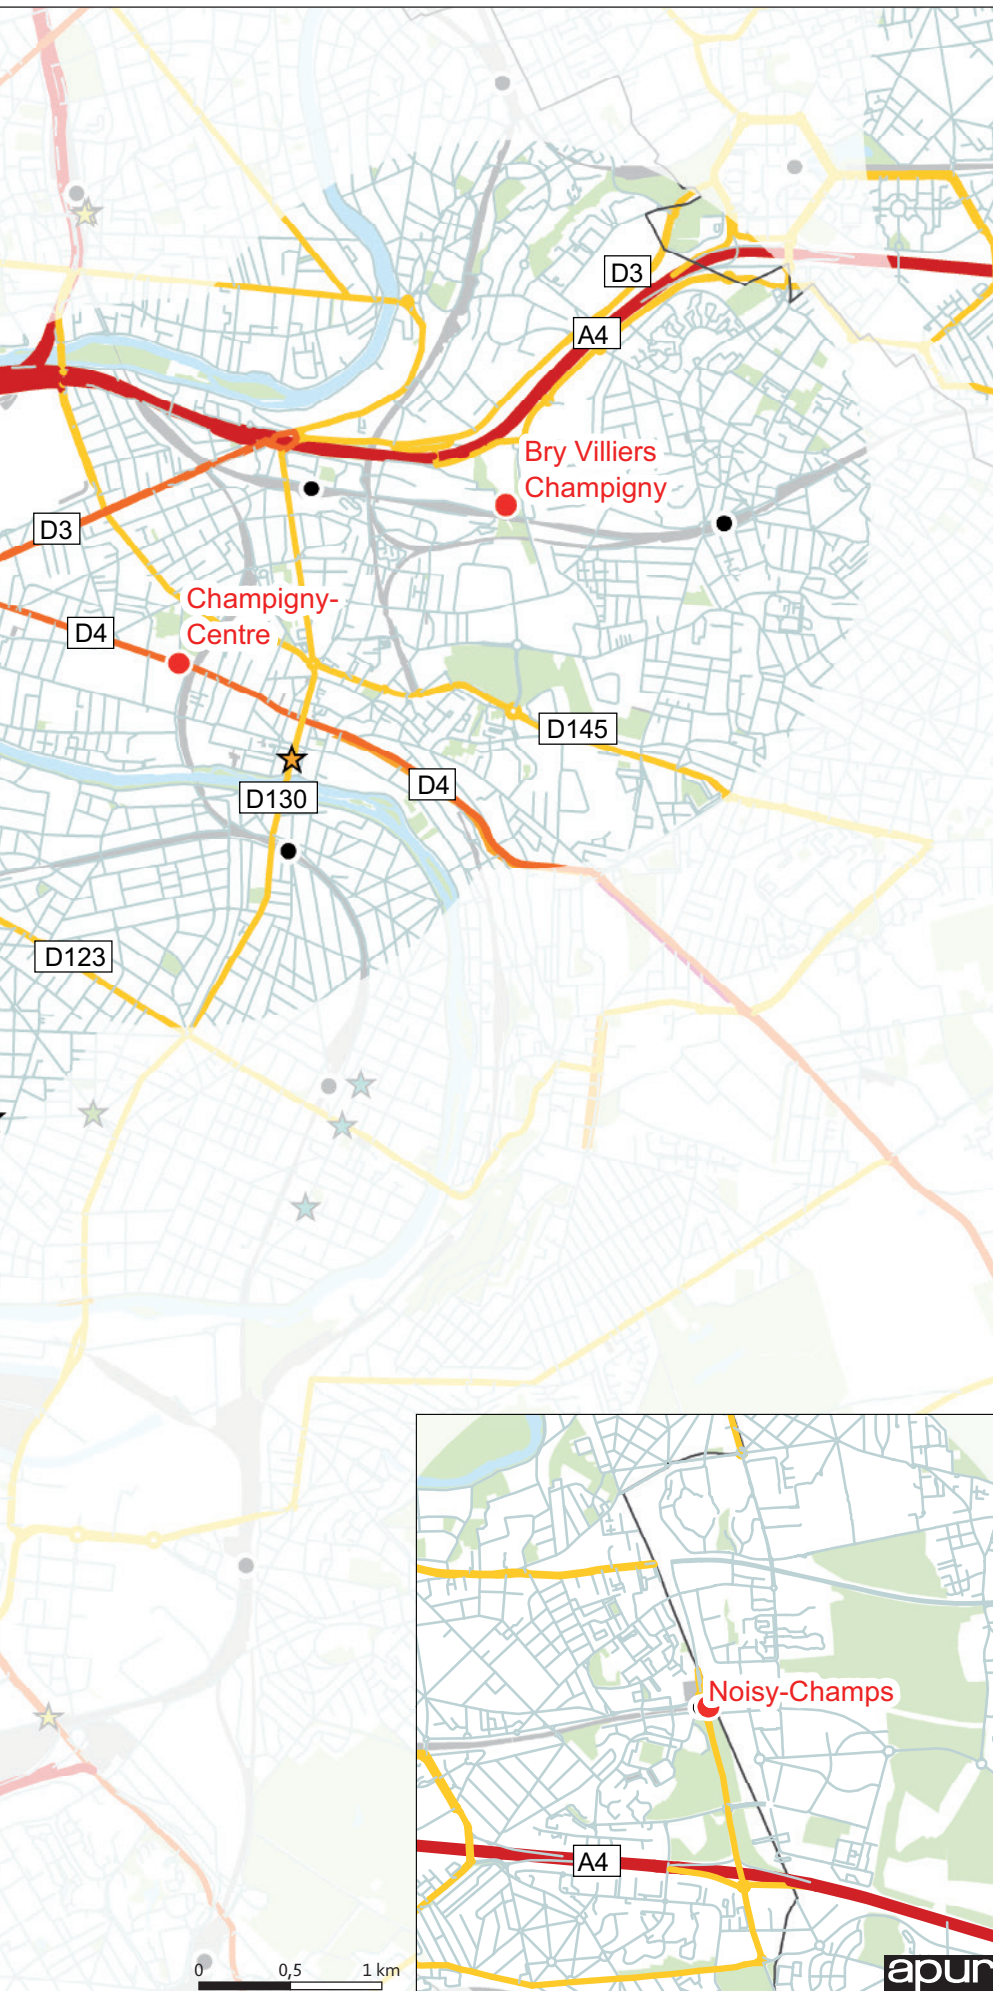 D3
A4
Bry Villiers
Champigny
D3
Champigny-
Centre
D4
D145
D4
D130
D123
Noisy-Champs
A4
0 0,5 1 km
apur